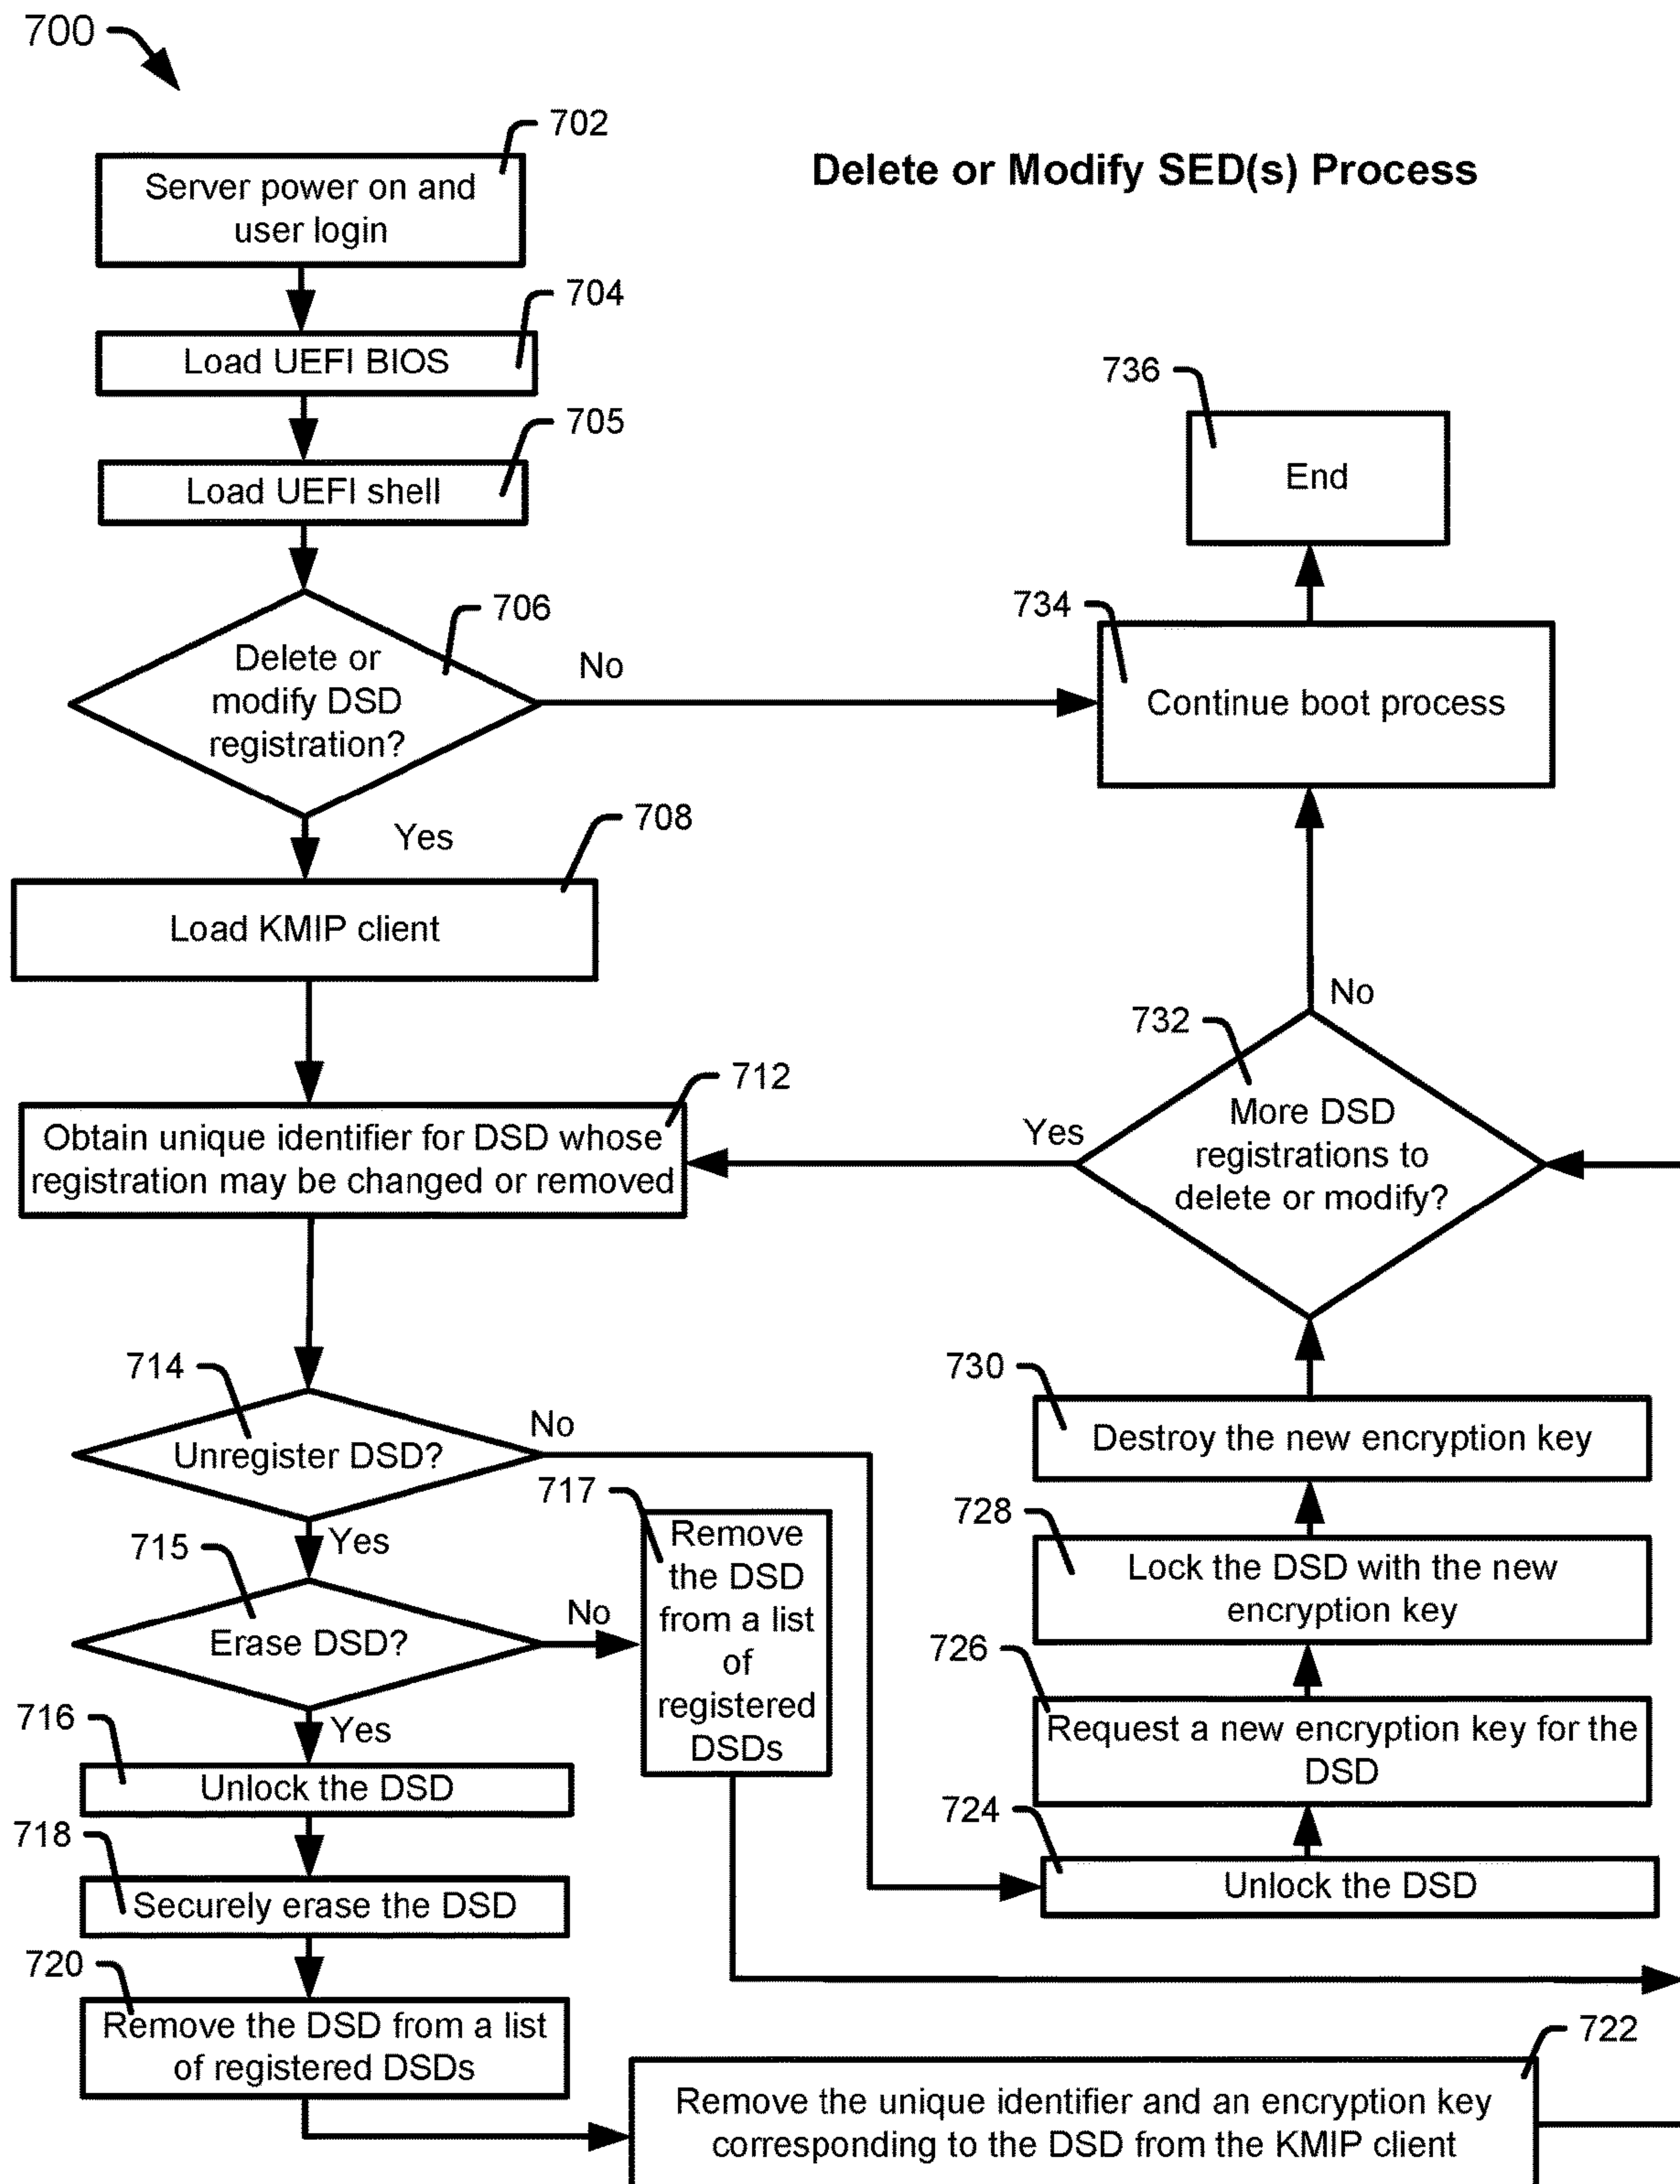 700
702
Delete or Modify SED(s) Process
Server power on and
user login
704
Load UEFI BIOS
705
Load UEFI shell
736
End
706
Delete or
modify DSD
registration?
No
734
Continue boot process
Yes
708
Load KMIP client
No
732
More DSD
registrations to
delete or modify?
Yes
712
Obtain unique identifier for DSD whose
registration may be changed or removed
714
Unregister DSD?
No
Yes
715
Erase DSD?
No
717
Remove
the DSD
from a list
of
registered
DSDs
Yes
716
Unlock the DSD
718
Securely erase the DSD
720
Remove the DSD from a list
of registered DSDs
730
Destroy the new encryption key
728
Lock the DSD with the new
encryption key
726
Request a new encryption key for the
DSD
724
Unlock the DSD
722
Remove the unique identifier and an encryption key
corresponding to the DSD from the KMIP client